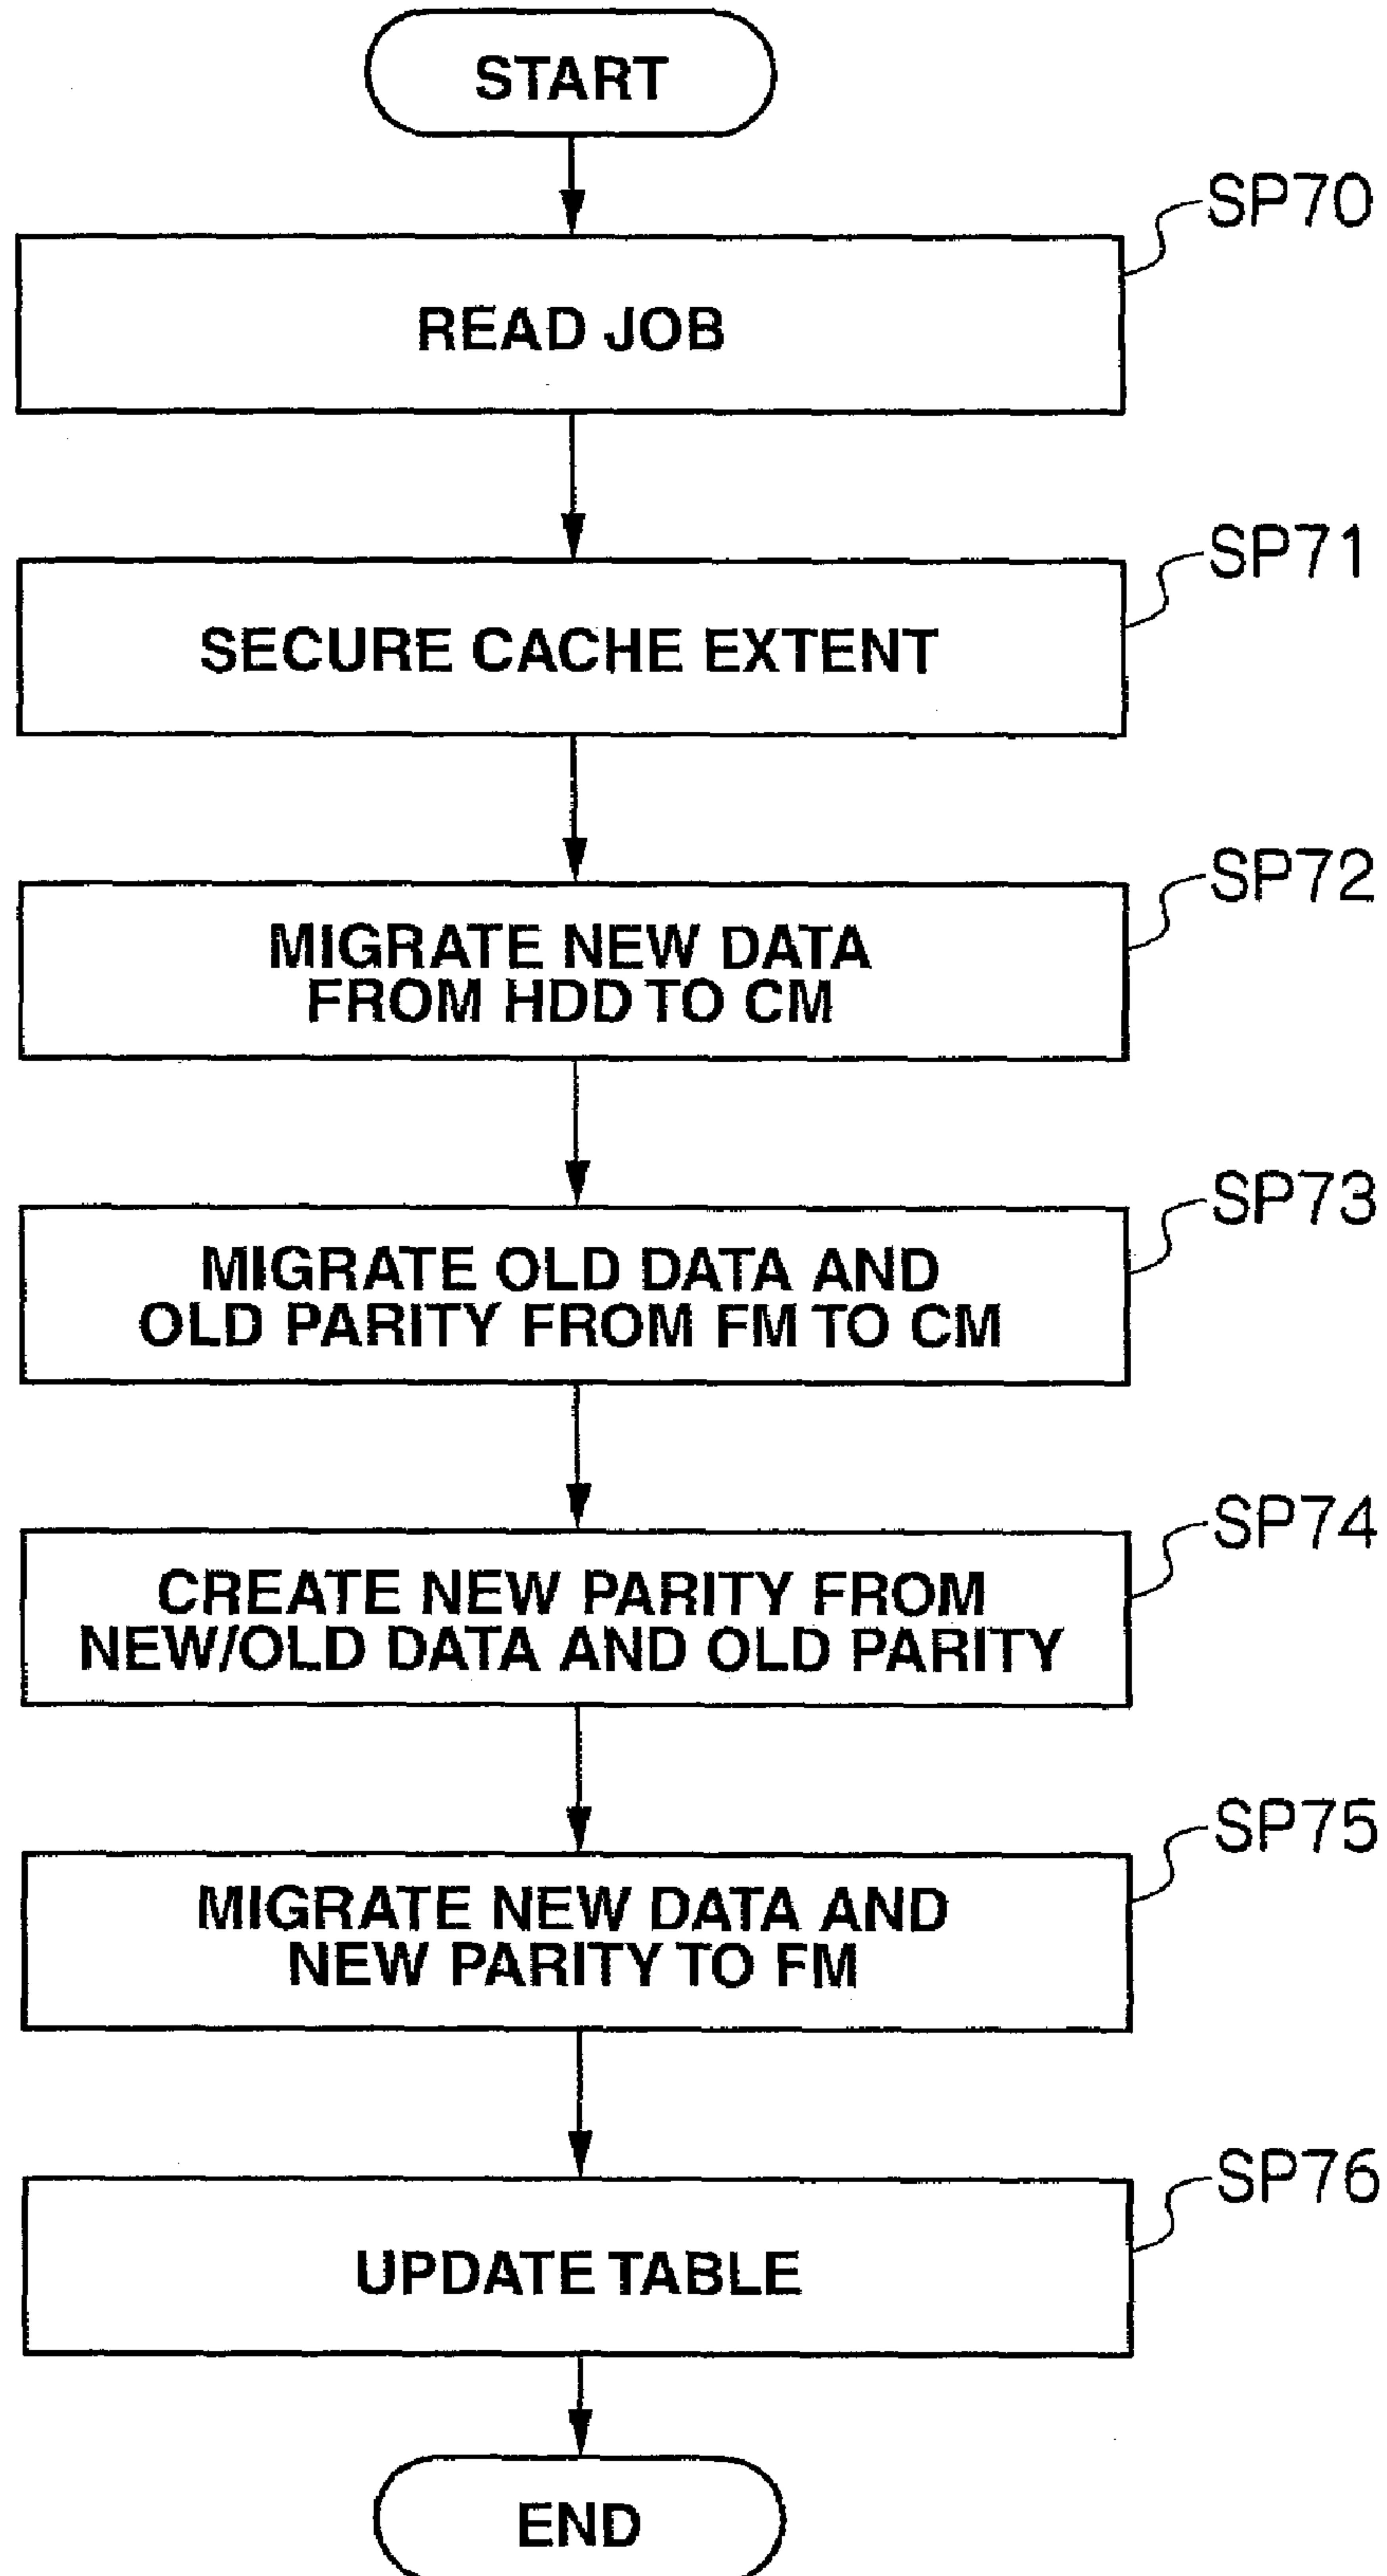 START
SP70
READ JOB
SP71
SECURE CACHE EXTENT
SP72
MIGRATE NEW DATA
FROM HDD TO CM
SP73
MIGRATE OLD DATA AND
OLD PARITY FROM FM TO CM
SP74
CREATE NEW PARITY FROM
NEW/OLD DATA AND OLD PARITY
SP75
MIGRATE NEW DATA AND
NEW PARITY TO FM
SP76
UPDATE TABLE
END